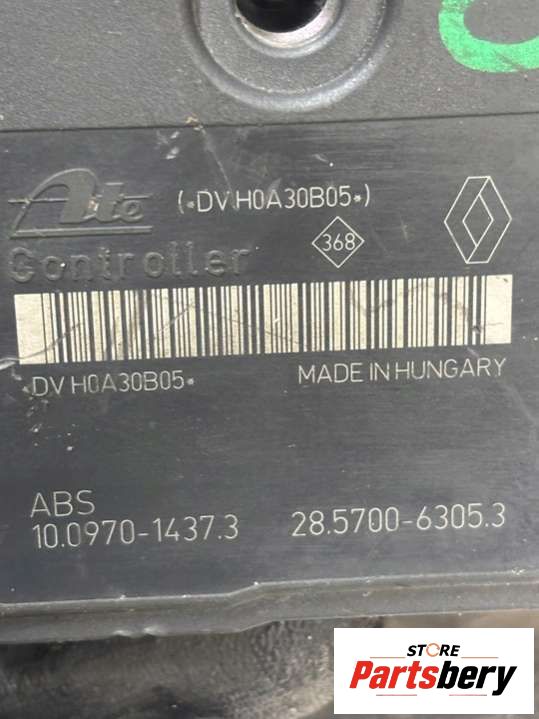 Ate
(*DV H0A30B05*)
368
Controller
*DV H0A30B05*
MADE IN HUNGARY
ABS
10.0970-1437.3
28.5700-6305.3
STORE
Partsbery